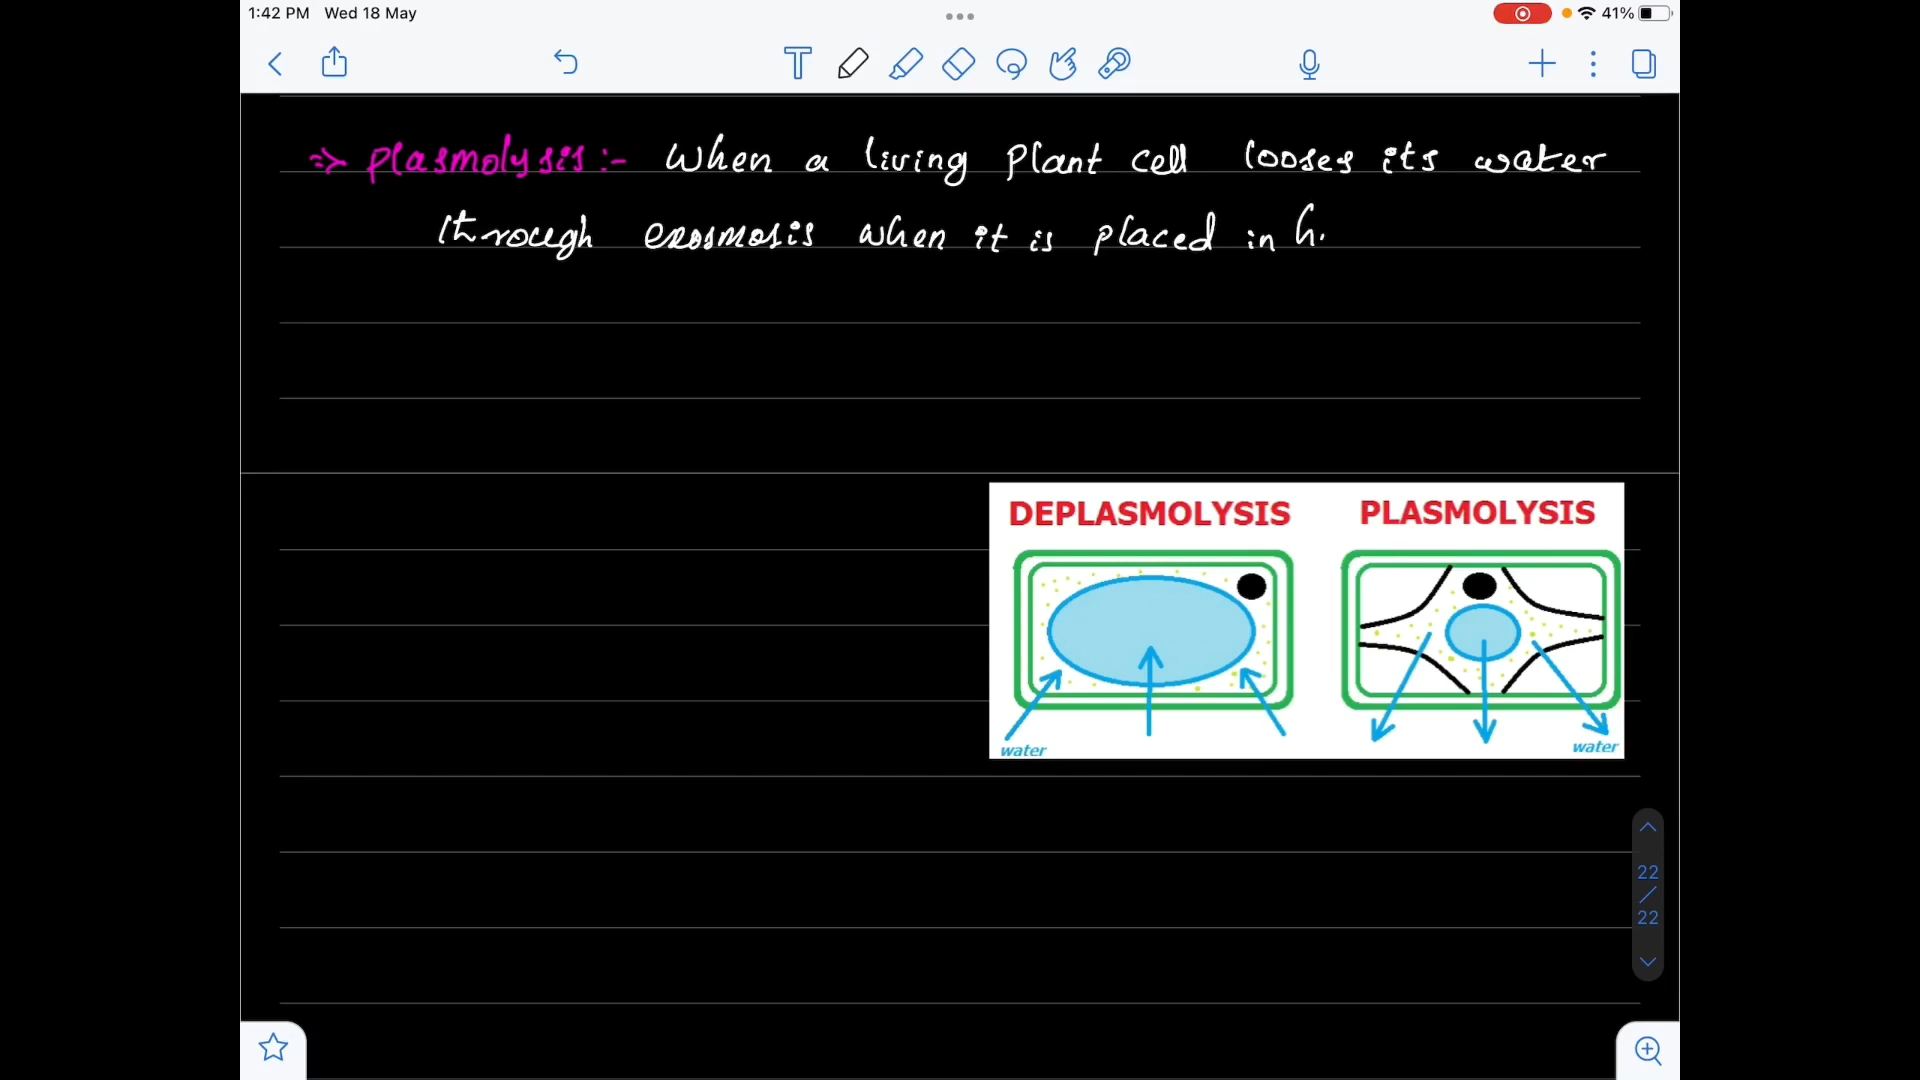 1:42 PM Wed 18 May
41%
⇒ plasmolysis :- When a living plant cell looses its water
through exosmosis when it is placed in h.
DEPLASMOLYSIS PLASMOLYSIS
water water
22
/
22